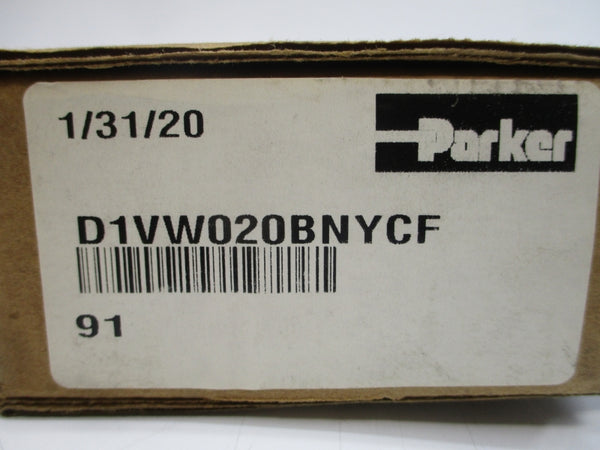 1/31/20
Parker
D1VW020BNYCF
91